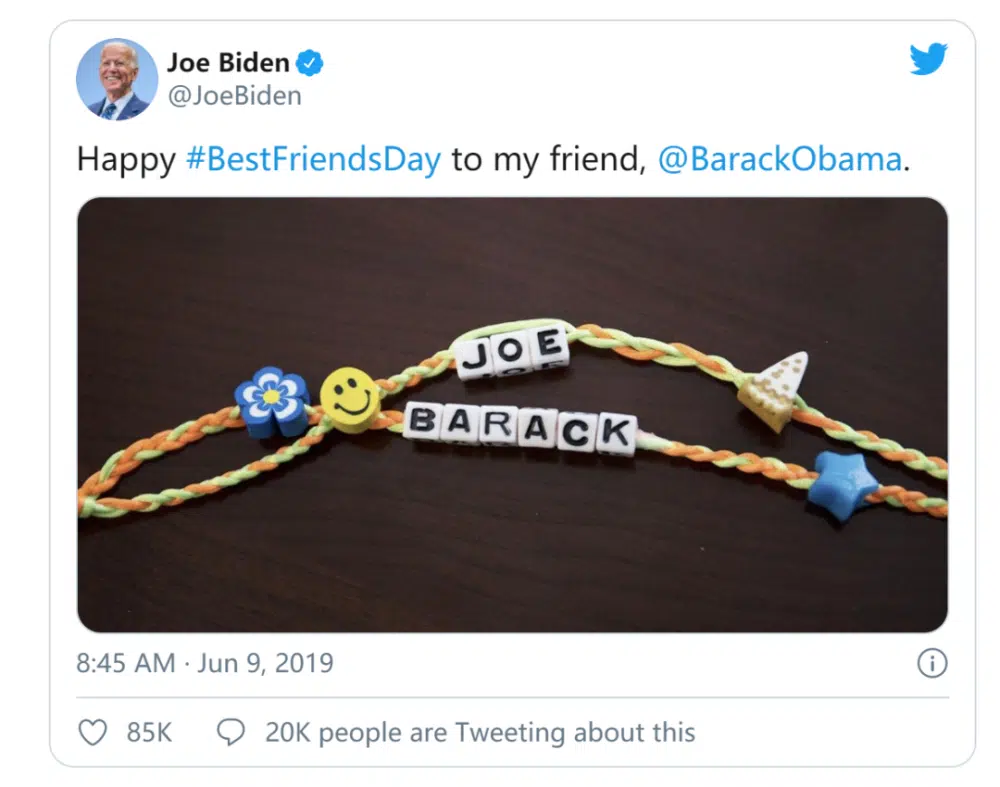 Joe Biden
@JoeBiden
Happy #BestFriendsDay to my friend, @BarackObama.
JOE
BARACK
8:45 AM · Jun 9, 2019
85K 20K people are Tweeting about this